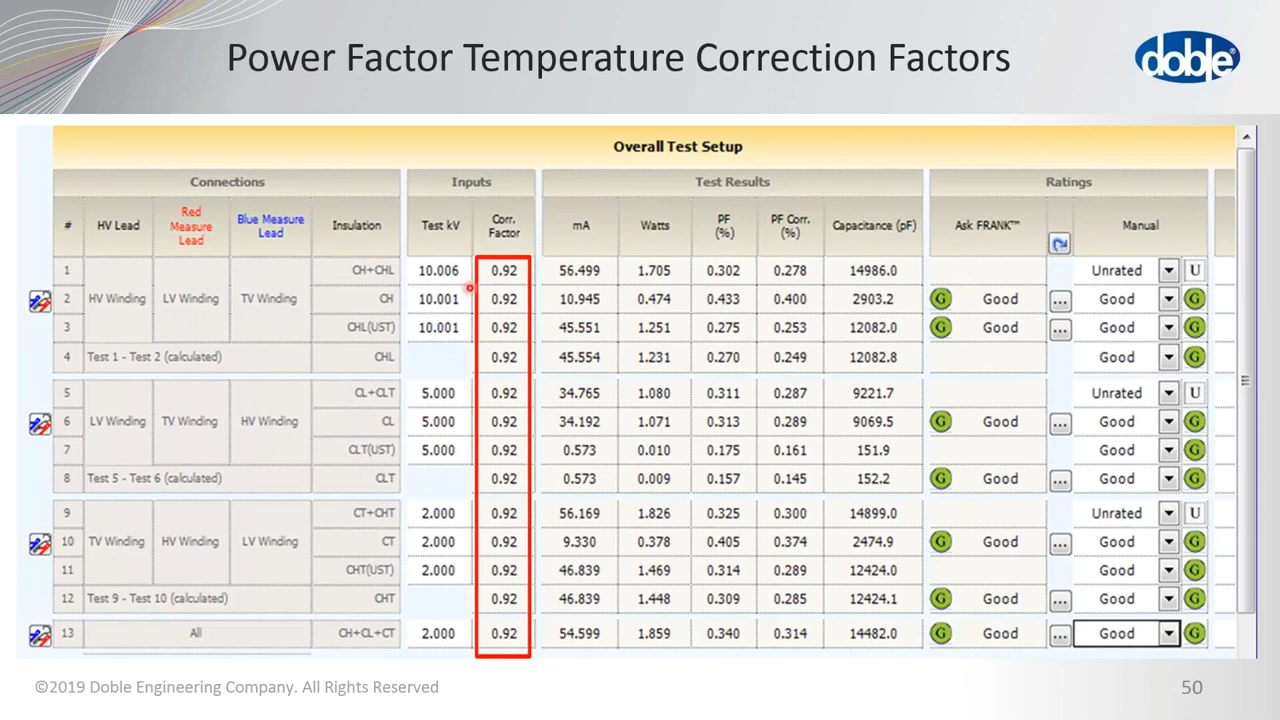 Power Factor Temperature Correction Factors
doble®
Overall Test Setup
Connections Inputs Test Results Ratings
# HV Lead Red Measure Lead Blue Measure Lead Insulation Test kV Corr. Factor mA Watts PF (%) PF Corr. (%) Capacitance (pF) Ask FRANK™ Manual
1 CH+CHL 10.006 0.92 56.499 1.705 0.302 0.278 14986.0 Unrated U
2 HV Winding LV Winding TV Winding CH 10.001 0.92 10.945 0.474 0.433 0.400 2903.2 G Good ... Good G
3 CHL(UST) 10.001 0.92 45.551 1.251 0.275 0.253 12082.0 G Good ... Good G
4 Test 1 - Test 2 (calculated) CHL 0.92 45.554 1.231 0.270 0.249 12082.8 Good G
5 CL+CLT 5.000 0.92 34.765 1.080 0.311 0.287 9221.7 Unrated U
6 LV Winding TV Winding HV Winding CL 5.000 0.92 34.192 1.071 0.313 0.289 9069.5 G Good ... Good G
7 CLT(UST) 5.000 0.92 0.573 0.010 0.175 0.161 151.9 Good G
8 Test 5 - Test 6 (calculated) CLT 0.92 0.573 0.009 0.157 0.145 152.2 G Good ... Good G
9 CT+CHT 2.000 0.92 56.169 1.826 0.325 0.300 14899.0 Unrated U
10 TV Winding HV Winding LV Winding CT 2.000 0.92 9.330 0.378 0.405 0.374 2474.9 G Good ... Good G
11 CHT(UST) 2.000 0.92 46.839 1.469 0.314 0.289 12424.0 Good G
12 Test 9 - Test 10 (calculated) CHT 0.92 46.839 1.448 0.309 0.285 12424.1 G Good ... Good G
13 All CH+CL+CT 2.000 0.92 54.599 1.859 0.340 0.314 14482.0 G Good ... Good G
©2019 Doble Engineering Company. All Rights Reserved
50